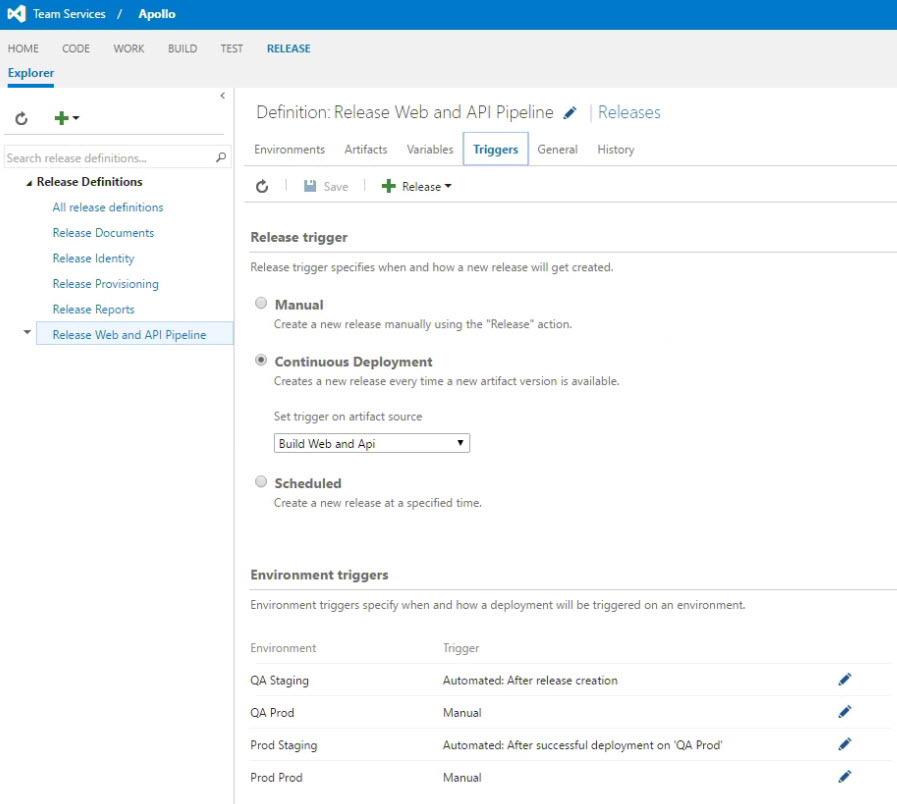 Team Services / Apollo
HOME CODE WORK BUILD TEST RELEASE
Explorer
Search release definitions...
Release Definitions
All release definitions
Release Documents
Release Identity
Release Provisioning
Release Reports
Release Web and API Pipeline
Definition: Release Web and API Pipeline | Releases
Environments Artifacts Variables Triggers General History
Save Release
Release trigger
Release trigger specifies when and how a new release will get created.
Manual
Create a new release manually using the "Release" action.
Continuous Deployment
Creates a new release every time a new artifact version is available.
Set trigger on artifact source
Build Web and Api
Scheduled
Create a new release at a specified time.
Environment triggers
Environment triggers specify when and how a deployment will be triggered on an environment.
Environment Trigger
QA Staging Automated: After release creation
QA Prod Manual
Prod Staging Automated: After successful deployment on 'QA Prod'
Prod Prod Manual